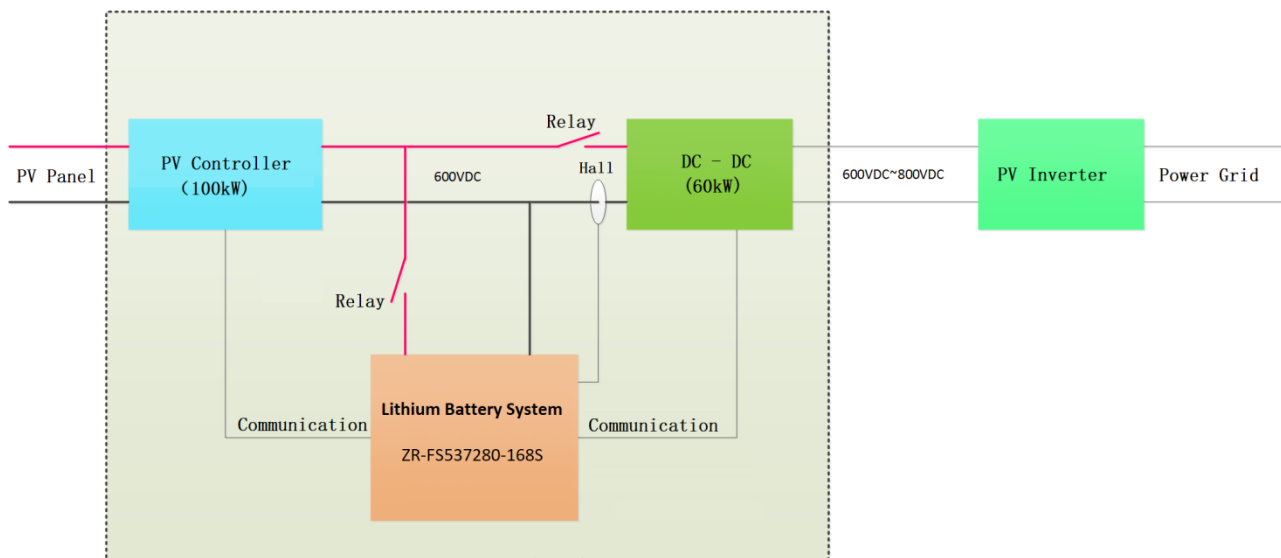 Relay
PV Controller
(100kW)
DC - DC
(60kW)
Hall
PV Panel
600VDC
600VDC~800VDC
PV Inverter
Power Grid
Relay
Lithium Battery System
Communication
Communication
ZR-FS537280-168S